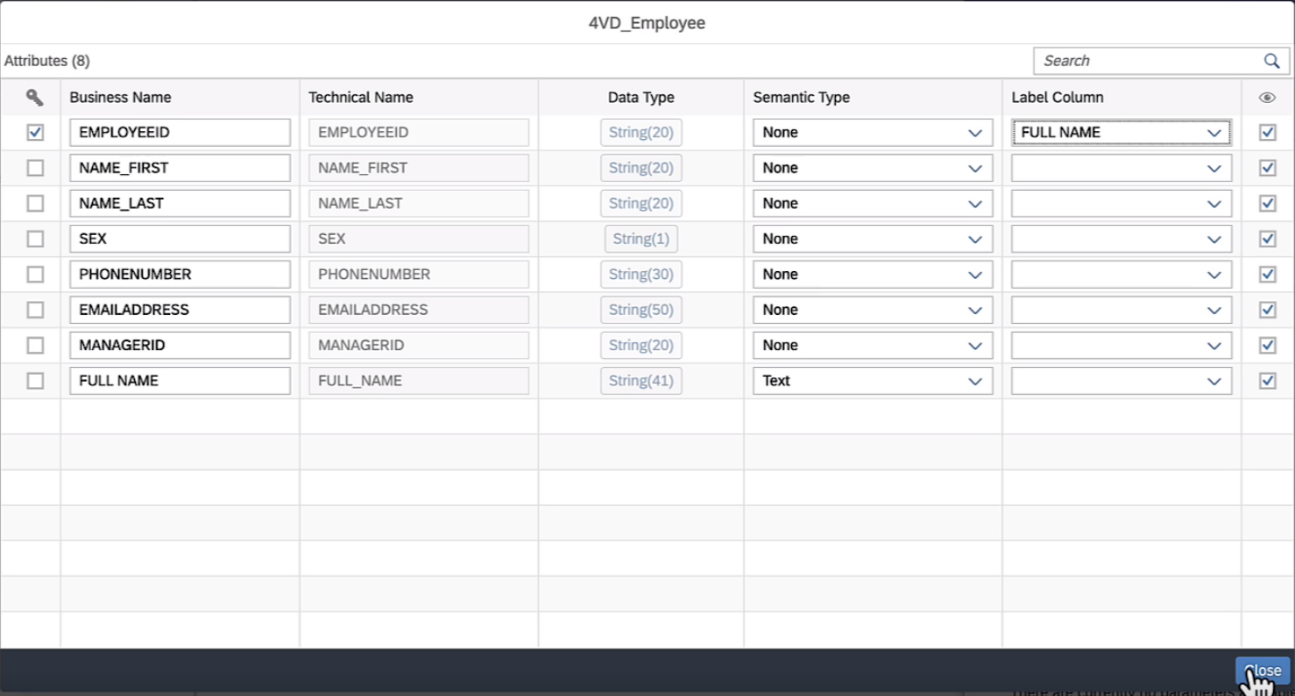 4VD_Employee
Attributes (8)
Search
Business Name Technical Name Data Type Semantic Type Label Column
EMPLOYEEID EMPLOYEEID String(20) None FULL NAME
NAME_FIRST NAME_FIRST String(20) None
NAME_LAST NAME_LAST String(20) None
SEX SEX String(1) None
PHONENUMBER PHONENUMBER String(30) None
EMAILADDRESS EMAILADDRESS String(50) None
MANAGERID MANAGERID String(20) None
FULL NAME FULL_NAME String(41) Text
Close
There are currently no parameters